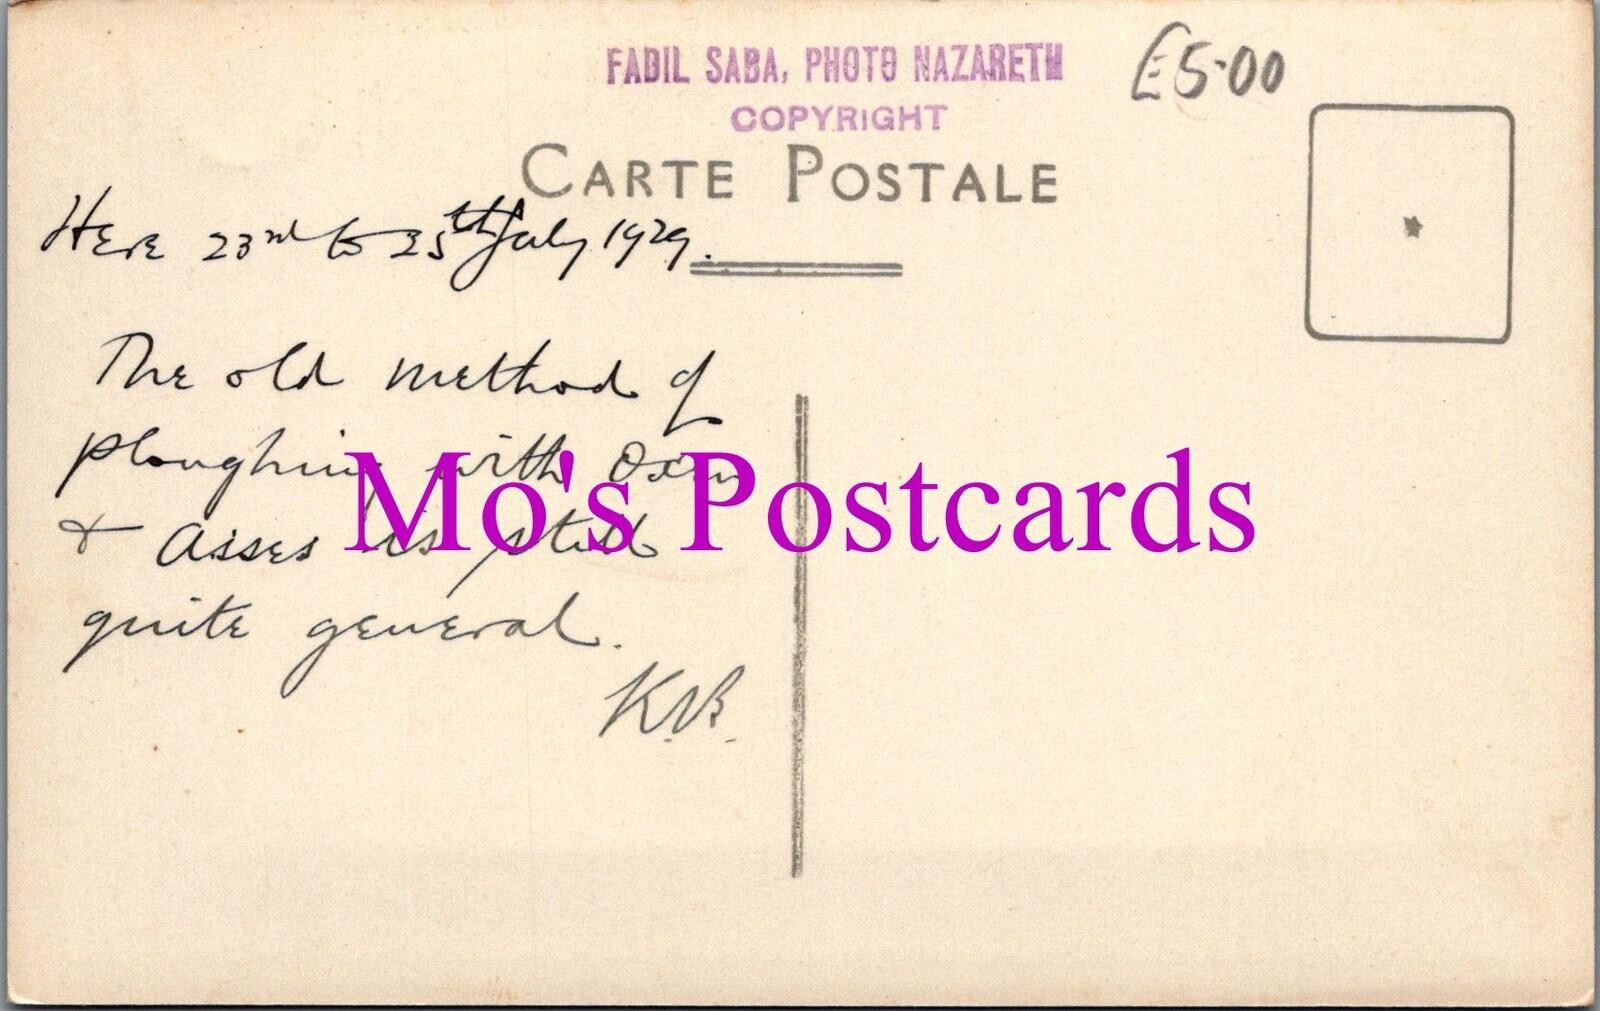 FADIL SABA, PHOTO NAZARETH
COPYRIGHT
£5.00
CARTE POSTALE
Here 23rd to 25th July 1929.
The old method of
ploughing with Oxen
& asses is still
quite general.
K.B.
Mo's Postcards